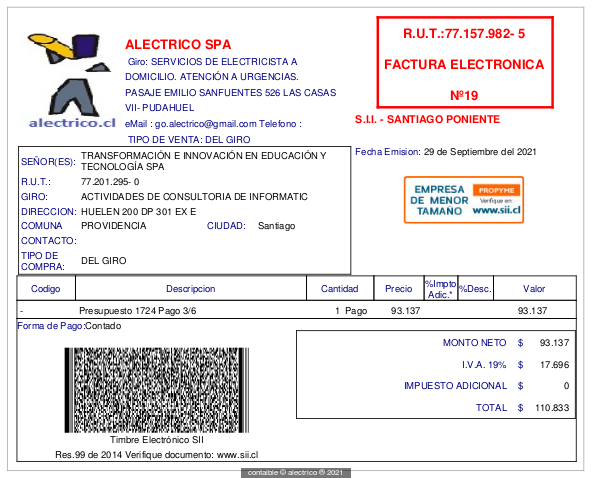 alectrico.cl
ALECTRICO SPA
Giro: SERVICIOS DE ELECTRICISTA A
DOMICILIO. ATENCIÓN A URGENCIAS.
PASAJE EMILIO SANFUENTES 526 LAS CASAS
VII- PUDAHUEL
eMail : go.alectrico@gmail.com Telefono :
TIPO DE VENTA: DEL GIRO
R.U.T.:77.157.982- 5
FACTURA ELECTRONICA
Nº19
S.I.I. - SANTIAGO PONIENTE
Fecha Emision: 29 de Septiembre del 2021
SEÑOR(ES): TRANSFORMACIÓN E INNOVACIÓN EN EDUCACIÓN Y
TECNOLOGÍA SPA
R.U.T.: 77.201.295- 0
GIRO: ACTIVIDADES DE CONSULTORIA DE INFORMATIC
DIRECCION: HUELEN 200 DP 301 EX E
COMUNA PROVIDENCIA CIUDAD: Santiago
CONTACTO:
TIPO DE
COMPRA: DEL GIRO
EMPRESA
DE MENOR
TAMAÑO
PROPYME
Verifique en:
www.sii.cl
Codigo Descripcion Cantidad Precio %Impto Adic.* %Desc. Valor
- Presupuesto 1724 Pago 3/6 1 Pago 93.137 93.137
Forma de Pago:Contado
MONTO NETO $ 93.137
I.V.A. 19% $ 17.696
IMPUESTO ADICIONAL $ 0
TOTAL $ 110.833
Timbre Electrónico SII
Res.99 de 2014 Verifique documento: www.sii.cl
contalble © alectrico ® 2021